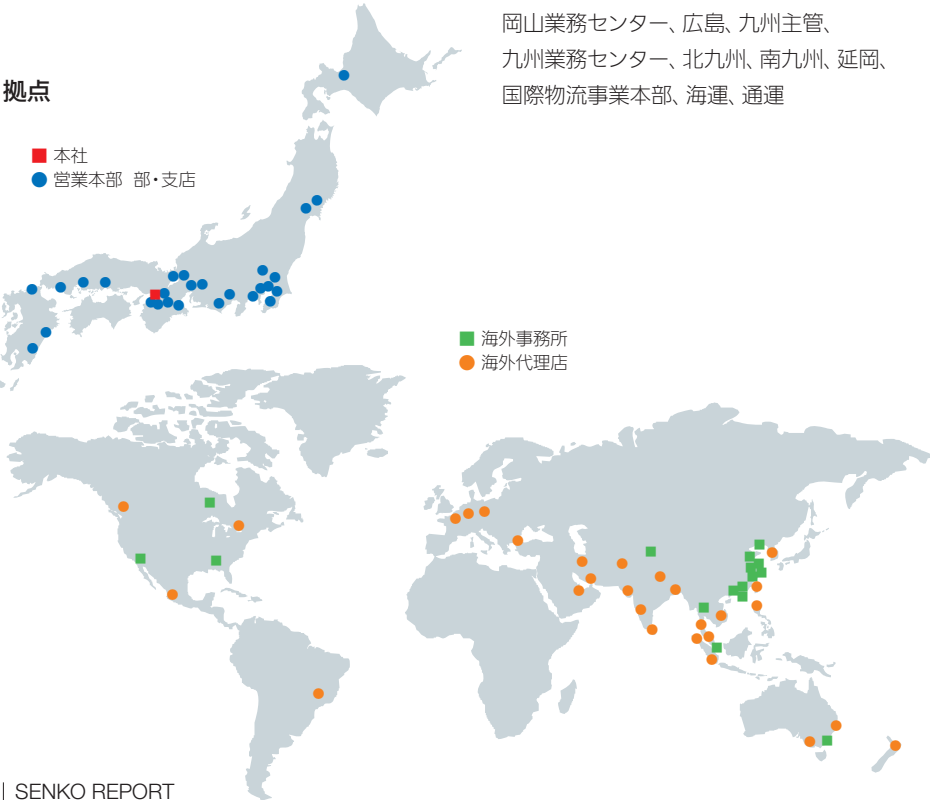 岡山業務センター、広島、九州主管、
九州業務センター、北九州、南九州、延岡、
国際物流事業本部、海運、通運
拠点
本社
営業本部 部・支店
海外事務所
海外代理店
| SENKO REPORT